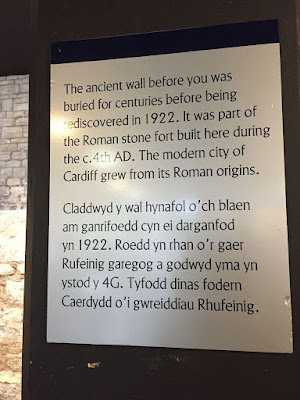 The ancient wall before you was
buried for centuries before being
rediscovered in 1922. It was part of
the Roman stone fort built here during
the c.4th AD. The modern city of
Cardiff grew from its Roman origins.
Claddwyd y wal hynafol o'ch blaen
am ganrifoedd cyn ei darganfod
yn 1922. Roedd yn rhan o'r gaer
Rufeinig garegog a godwyd yma yn
ystod y 4G. Tyfodd dinas fodern
Caerdydd o'i gwreiddiau Rhufeinig.